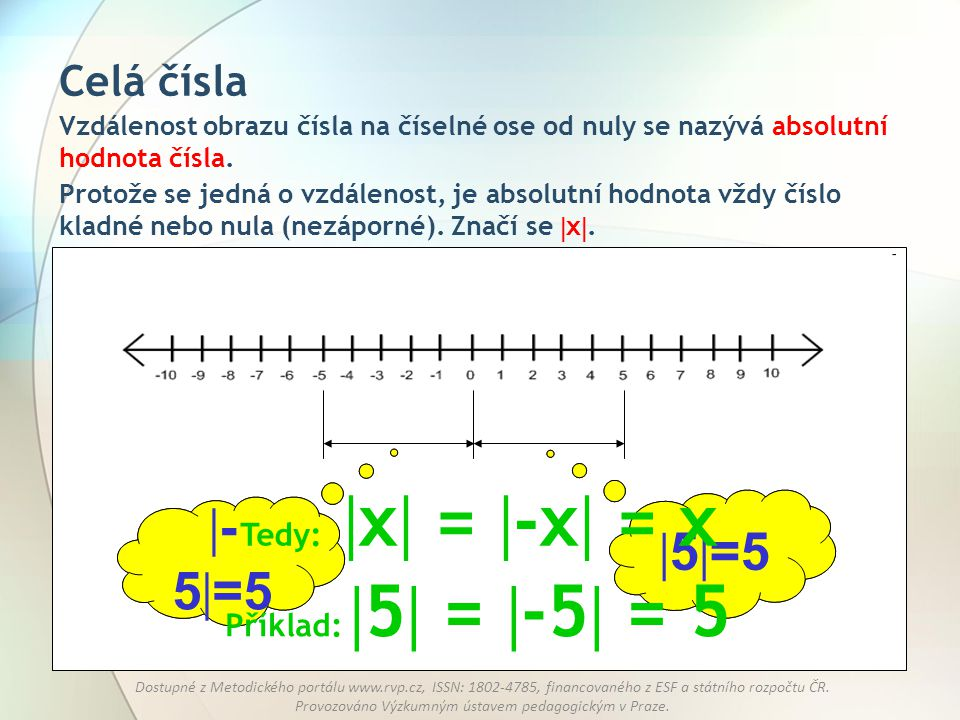 Celá čísla
Vzdálenost obrazu čísla na číselné ose od nuly se nazývá absolutní
hodnota čísla.
Protože se jedná o vzdálenost, je absolutní hodnota vždy číslo
kladné nebo nula (nezáporné). Značí se |x|.
-
-10 -9 -8 -7 -6 -5 -4 -3 -2 -1 0 1 2 3 4 5 6 7 8 9 10
|-
5|=5
Tedy: |x| = |-x| = x
|5|=5
Příklad: |5| = |-5| = 5
Dostupné z Metodického portálu www.rvp.cz, ISSN: 1802-4785, financovaného z ESF a státního rozpočtu ČR.
Provozováno Výzkumným ústavem pedagogickým v Praze.